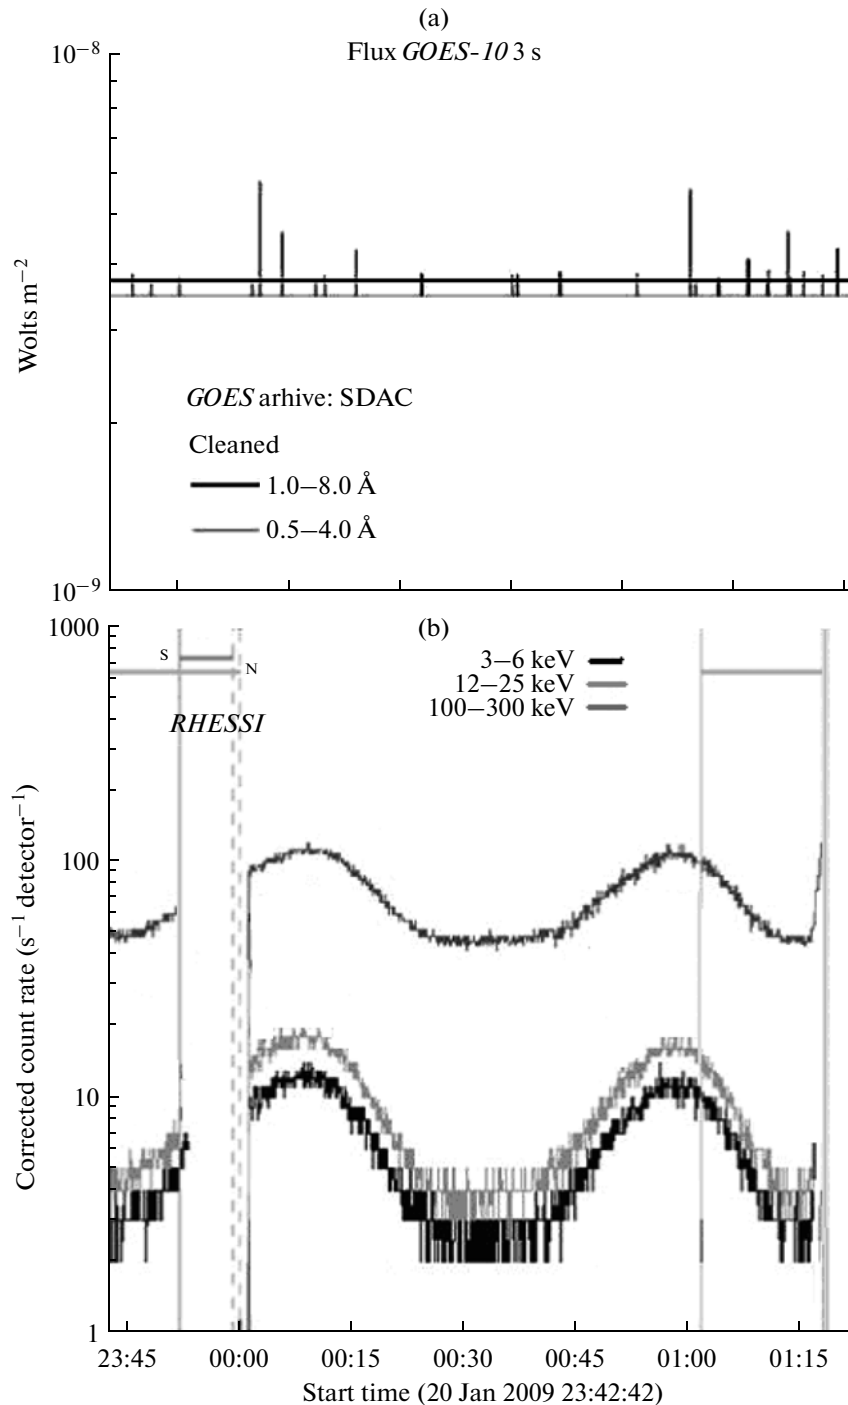 (a)
Flux GOES-10 3 s
10⁻⁸
Wolts m⁻²
GOES arhive: SDAC
Cleaned
1.0–8.0 Å
0.5–4.0 Å
10⁻⁹
(b)
1000
S
N
3–6 keV
12–25 keV
100–300 keV
RHESSI
Corrected count rate (s⁻¹ detector⁻¹)
100
10
1
23:45 00:00 00:15 00:30 00:45 01:00 01:15
Start time (20 Jan 2009 23:42:42)